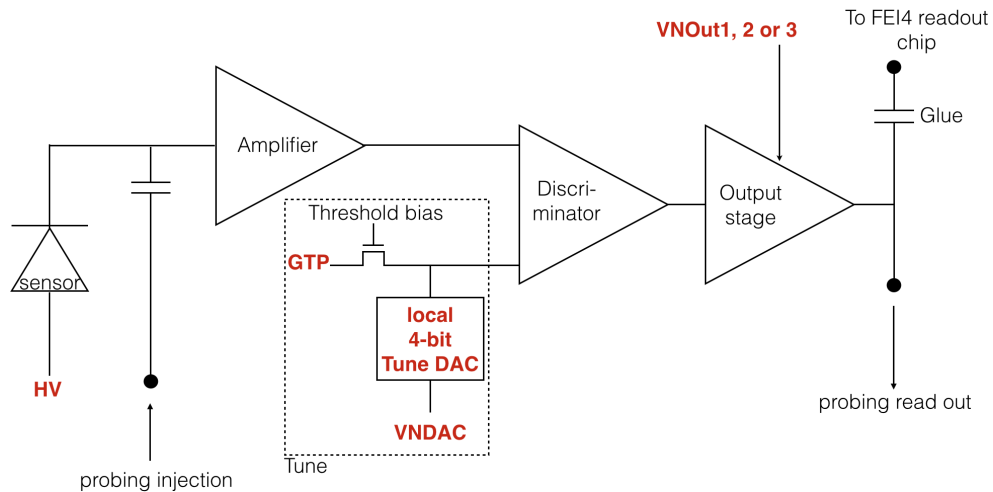 To FEI4 readout
chip
VNOut1, 2 or 3
Glue
Amplifier
Discri-
minator
Output
stage
Threshold bias
GTP
sensor
local
4-bit
Tune DAC
HV
VNDAC
probing read out
Tune
probing injection